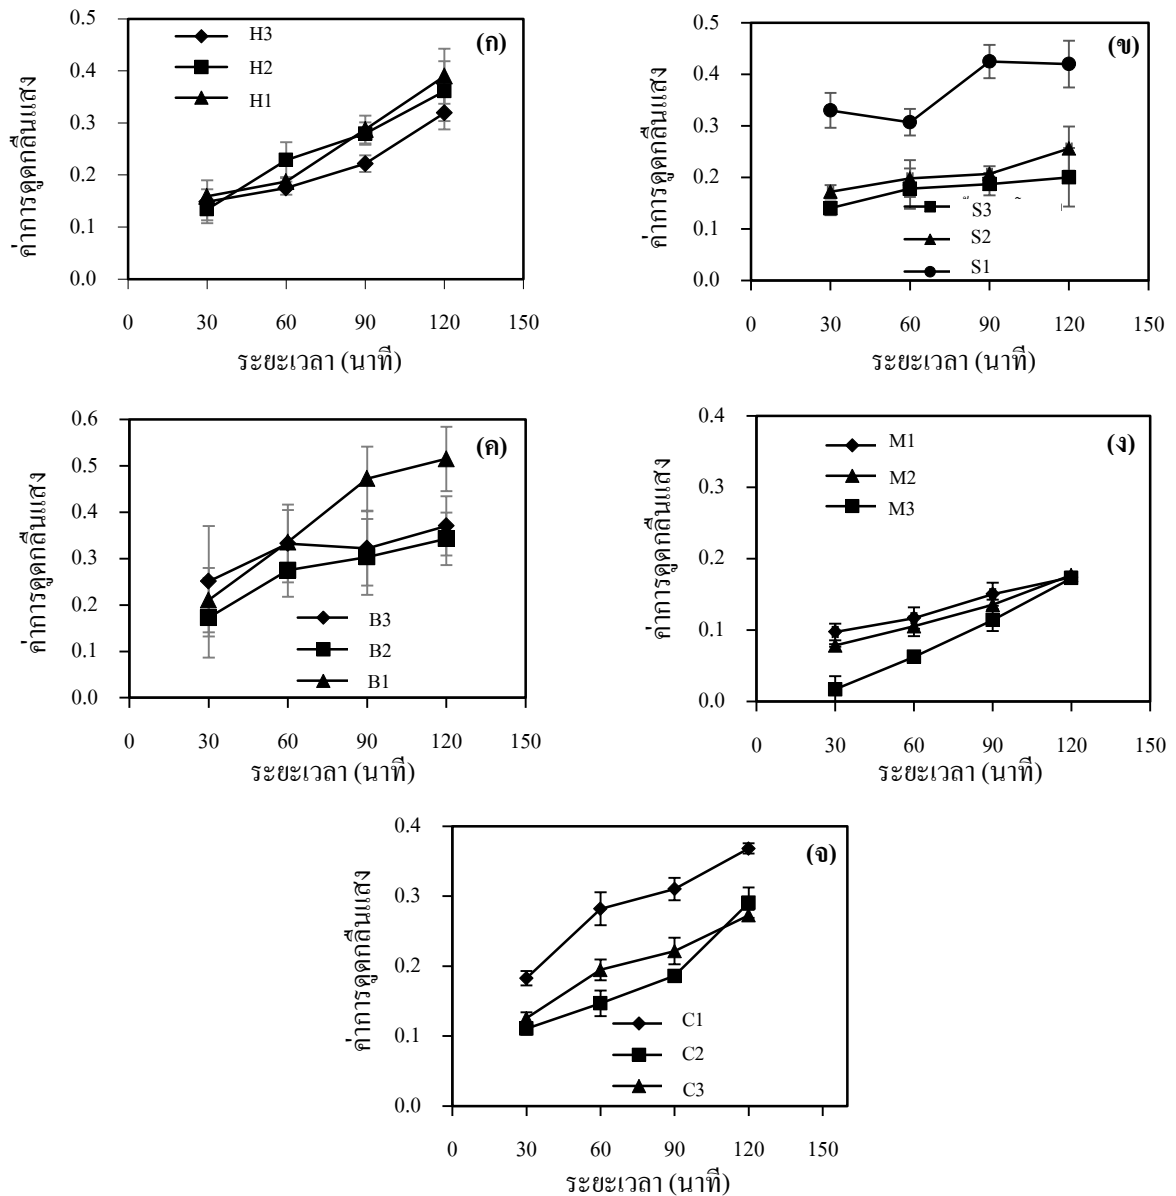 0.5
0.4
0.3
0.2
0.1
0.0
ค่าการดูดกลืนแสง
H3
H2
H1
(ก)
0 30 60 90 120 150
ระยะเวลา (นาที)
0.5
0.4
0.3
0.2
0.1
0.0
ค่าการดูดกลืนแสง
(ข)
S3
S2
S1
0 30 60 90 120 150
ระยะเวลา (นาที)
0.6
0.5
0.4
0.3
0.2
0.1
0.0
ค่าการดูดกลืนแสง
(ค)
B3
B2
B1
0 30 60 90 120 150
ระยะเวลา (นาที)
0.4
0.3
0.2
0.1
0.0
ค่าการดูดกลืนแสง
M1
M2
M3
(ง)
0 30 60 90 120 150
ระยะเวลา (นาที)
0.4
0.3
0.2
0.1
0.0
ค่าการดูดกลืนแสง
(จ)
C1
C2
C3
0 30 60 90 120 150
ระยะเวลา (นาที)